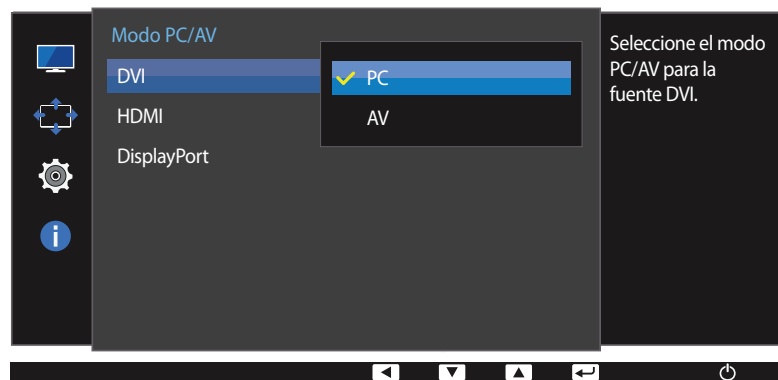 Modo PC/AV
DVI
HDMI
DisplayPort
PC
AV
Seleccione el modo
PC/AV para la
fuente DVI.